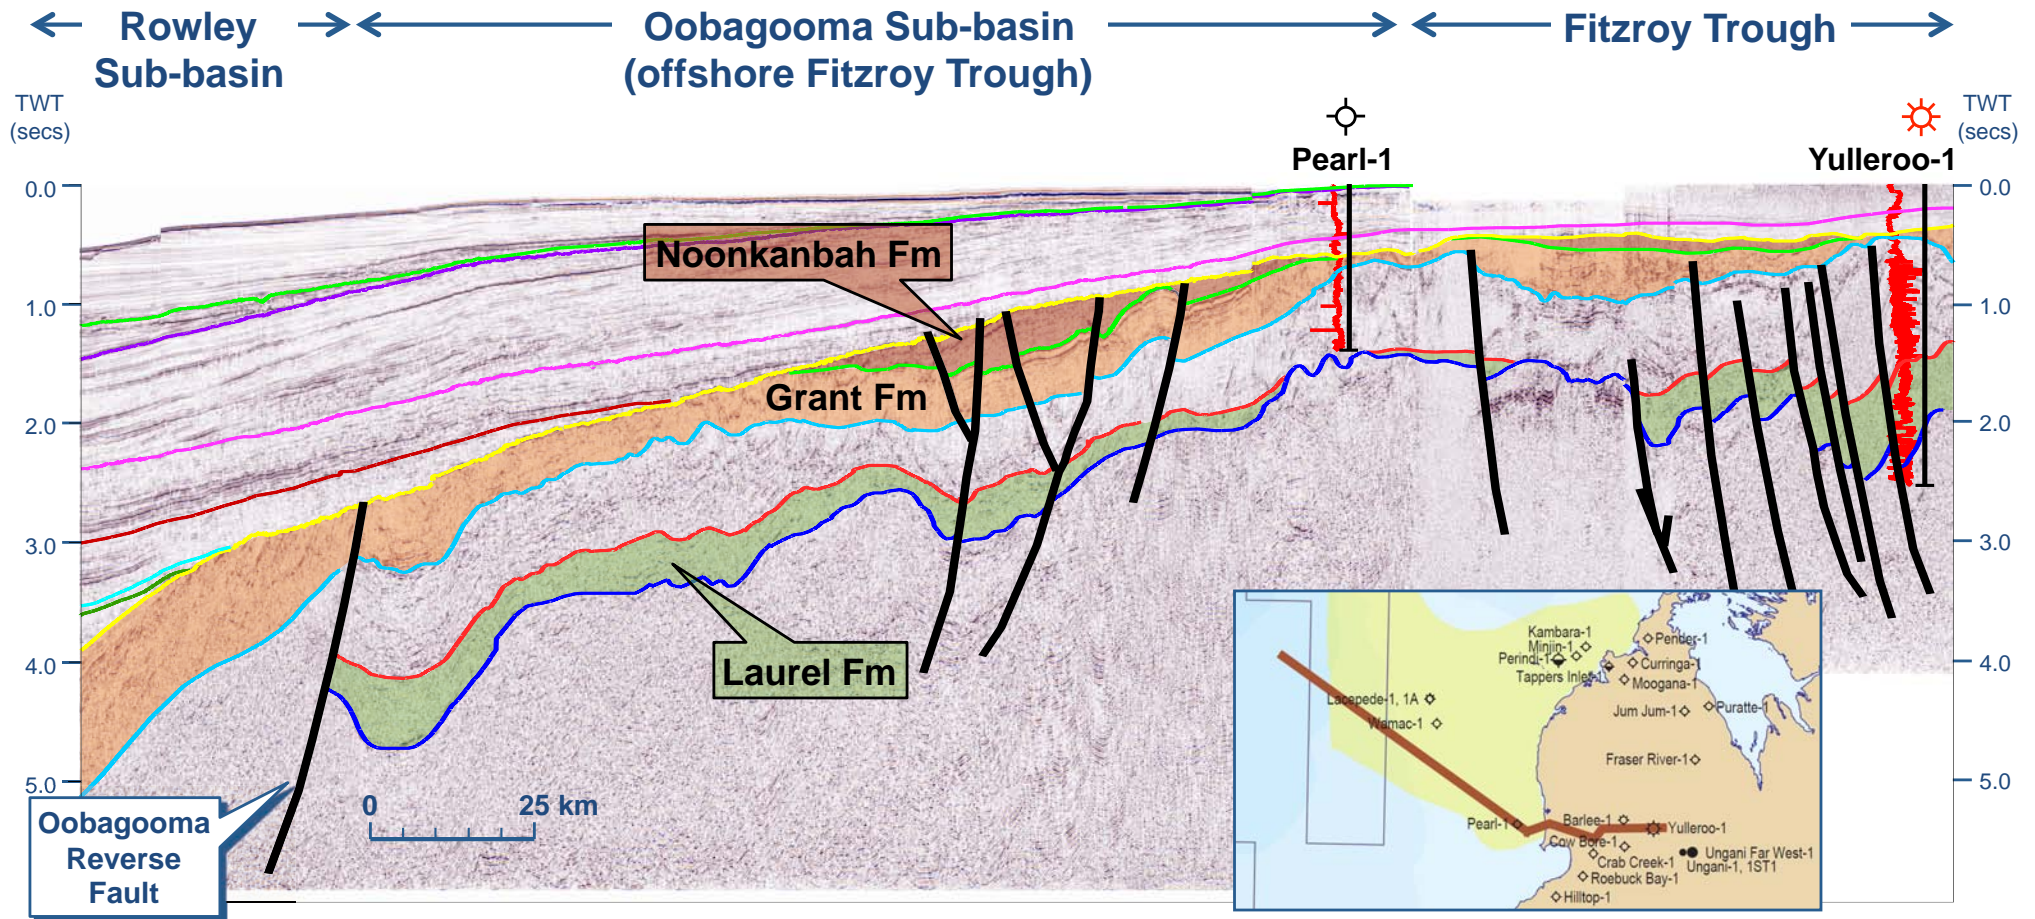 Rowley
Sub-basin
Oobagooma Sub-basin
(offshore Fitzroy Trough)
Fitzroy Trough
TWT
(secs)
TWT
(secs)
Pearl-1
Yulleroo-1
0.0
1.0
2.0
3.0
4.0
5.0
0.0
1.0
2.0
3.0
4.0
5.0
Noonkanbah Fm
Grant Fm
Laurel Fm
Oobagooma
Reverse
Fault
0 25 km
Kambara-1
Minjin-1
Perindi-1
Tappers Inlet-1
Pender-1
Curringa-1
Moogana-1
Lacepede-1, 1A
Wamac-1
Jum Jum-1
Puratte-1
Fraser River-1
Pearl-1
Barlee-1
Yulleroo-1
Cow Bore-1
Crab Creek-1
Ungani Far West-1
Ungani-1, 1ST1
Roebuck Bay-1
Hilltop-1